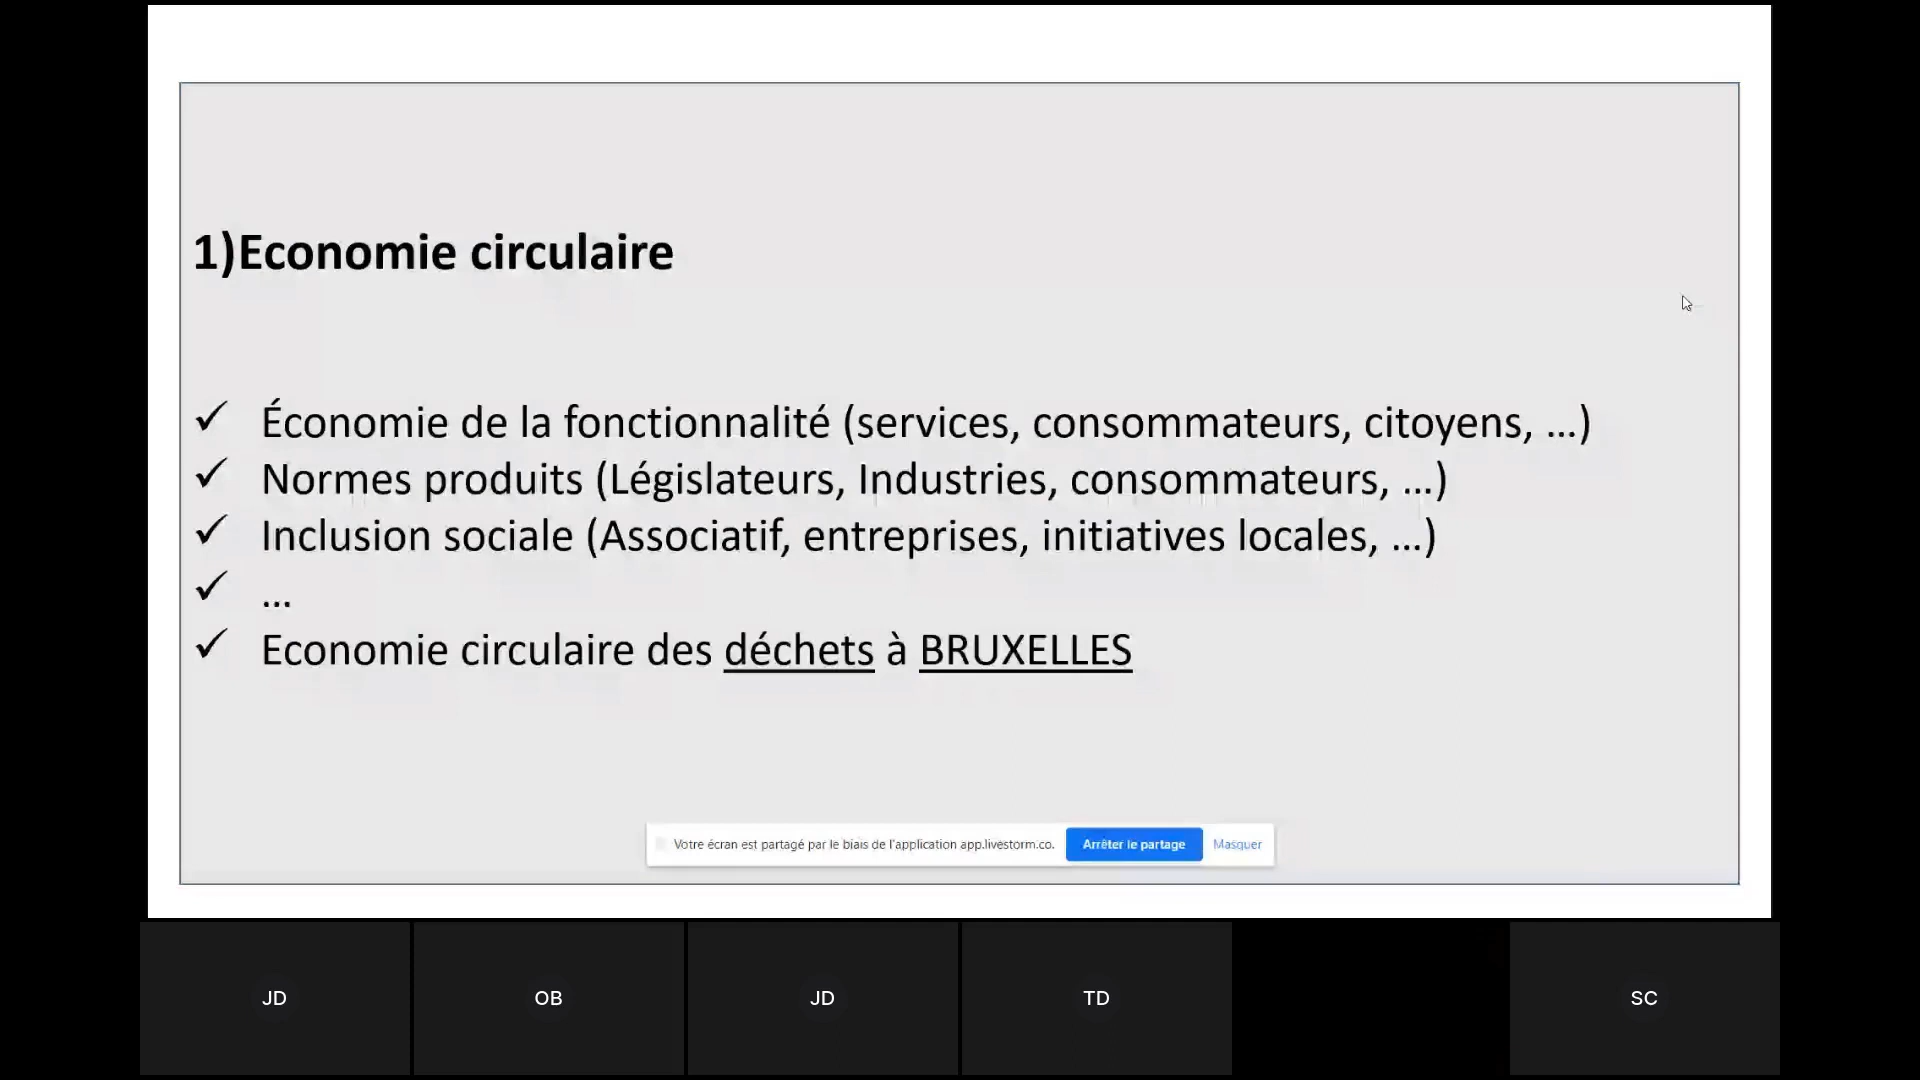 1)Economie circulaire
✓ Économie de la fonctionnalité (services, consommateurs, citoyens, ...)
✓ Normes produits (Législateurs, Industries, consommateurs, ...)
✓ Inclusion sociale (Associatif, entreprises, initiatives locales, ...)
✓ ...
✓ Economie circulaire des déchets à BRUXELLES
Votre écran est partagé par le biais de l'application app.livestorm.co. Arrêter le partage Masquer
JD OB JD TD SC